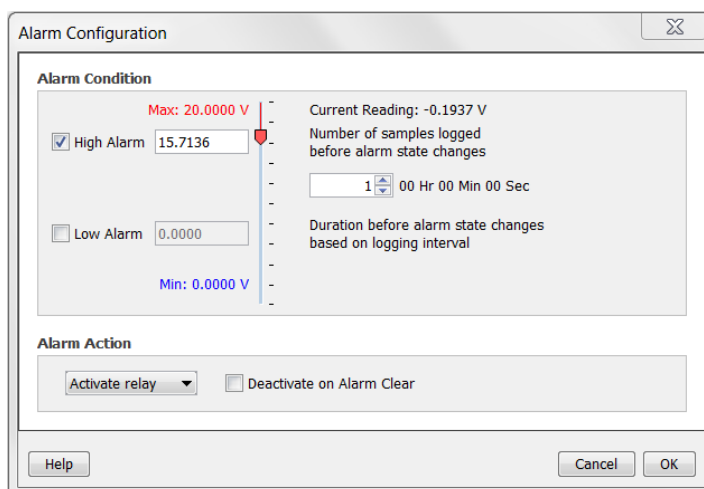 Alarm Configuration
Alarm Condition
Max: 20.0000 V
Current Reading: -0.1937 V
High Alarm 15.7136
Number of samples logged
before alarm state changes
1 00 Hr 00 Min 00 Sec
Low Alarm 0.0000
Duration before alarm state changes
based on logging interval
Min: 0.0000 V
Alarm Action
Activate relay Deactivate on Alarm Clear
Help Cancel OK